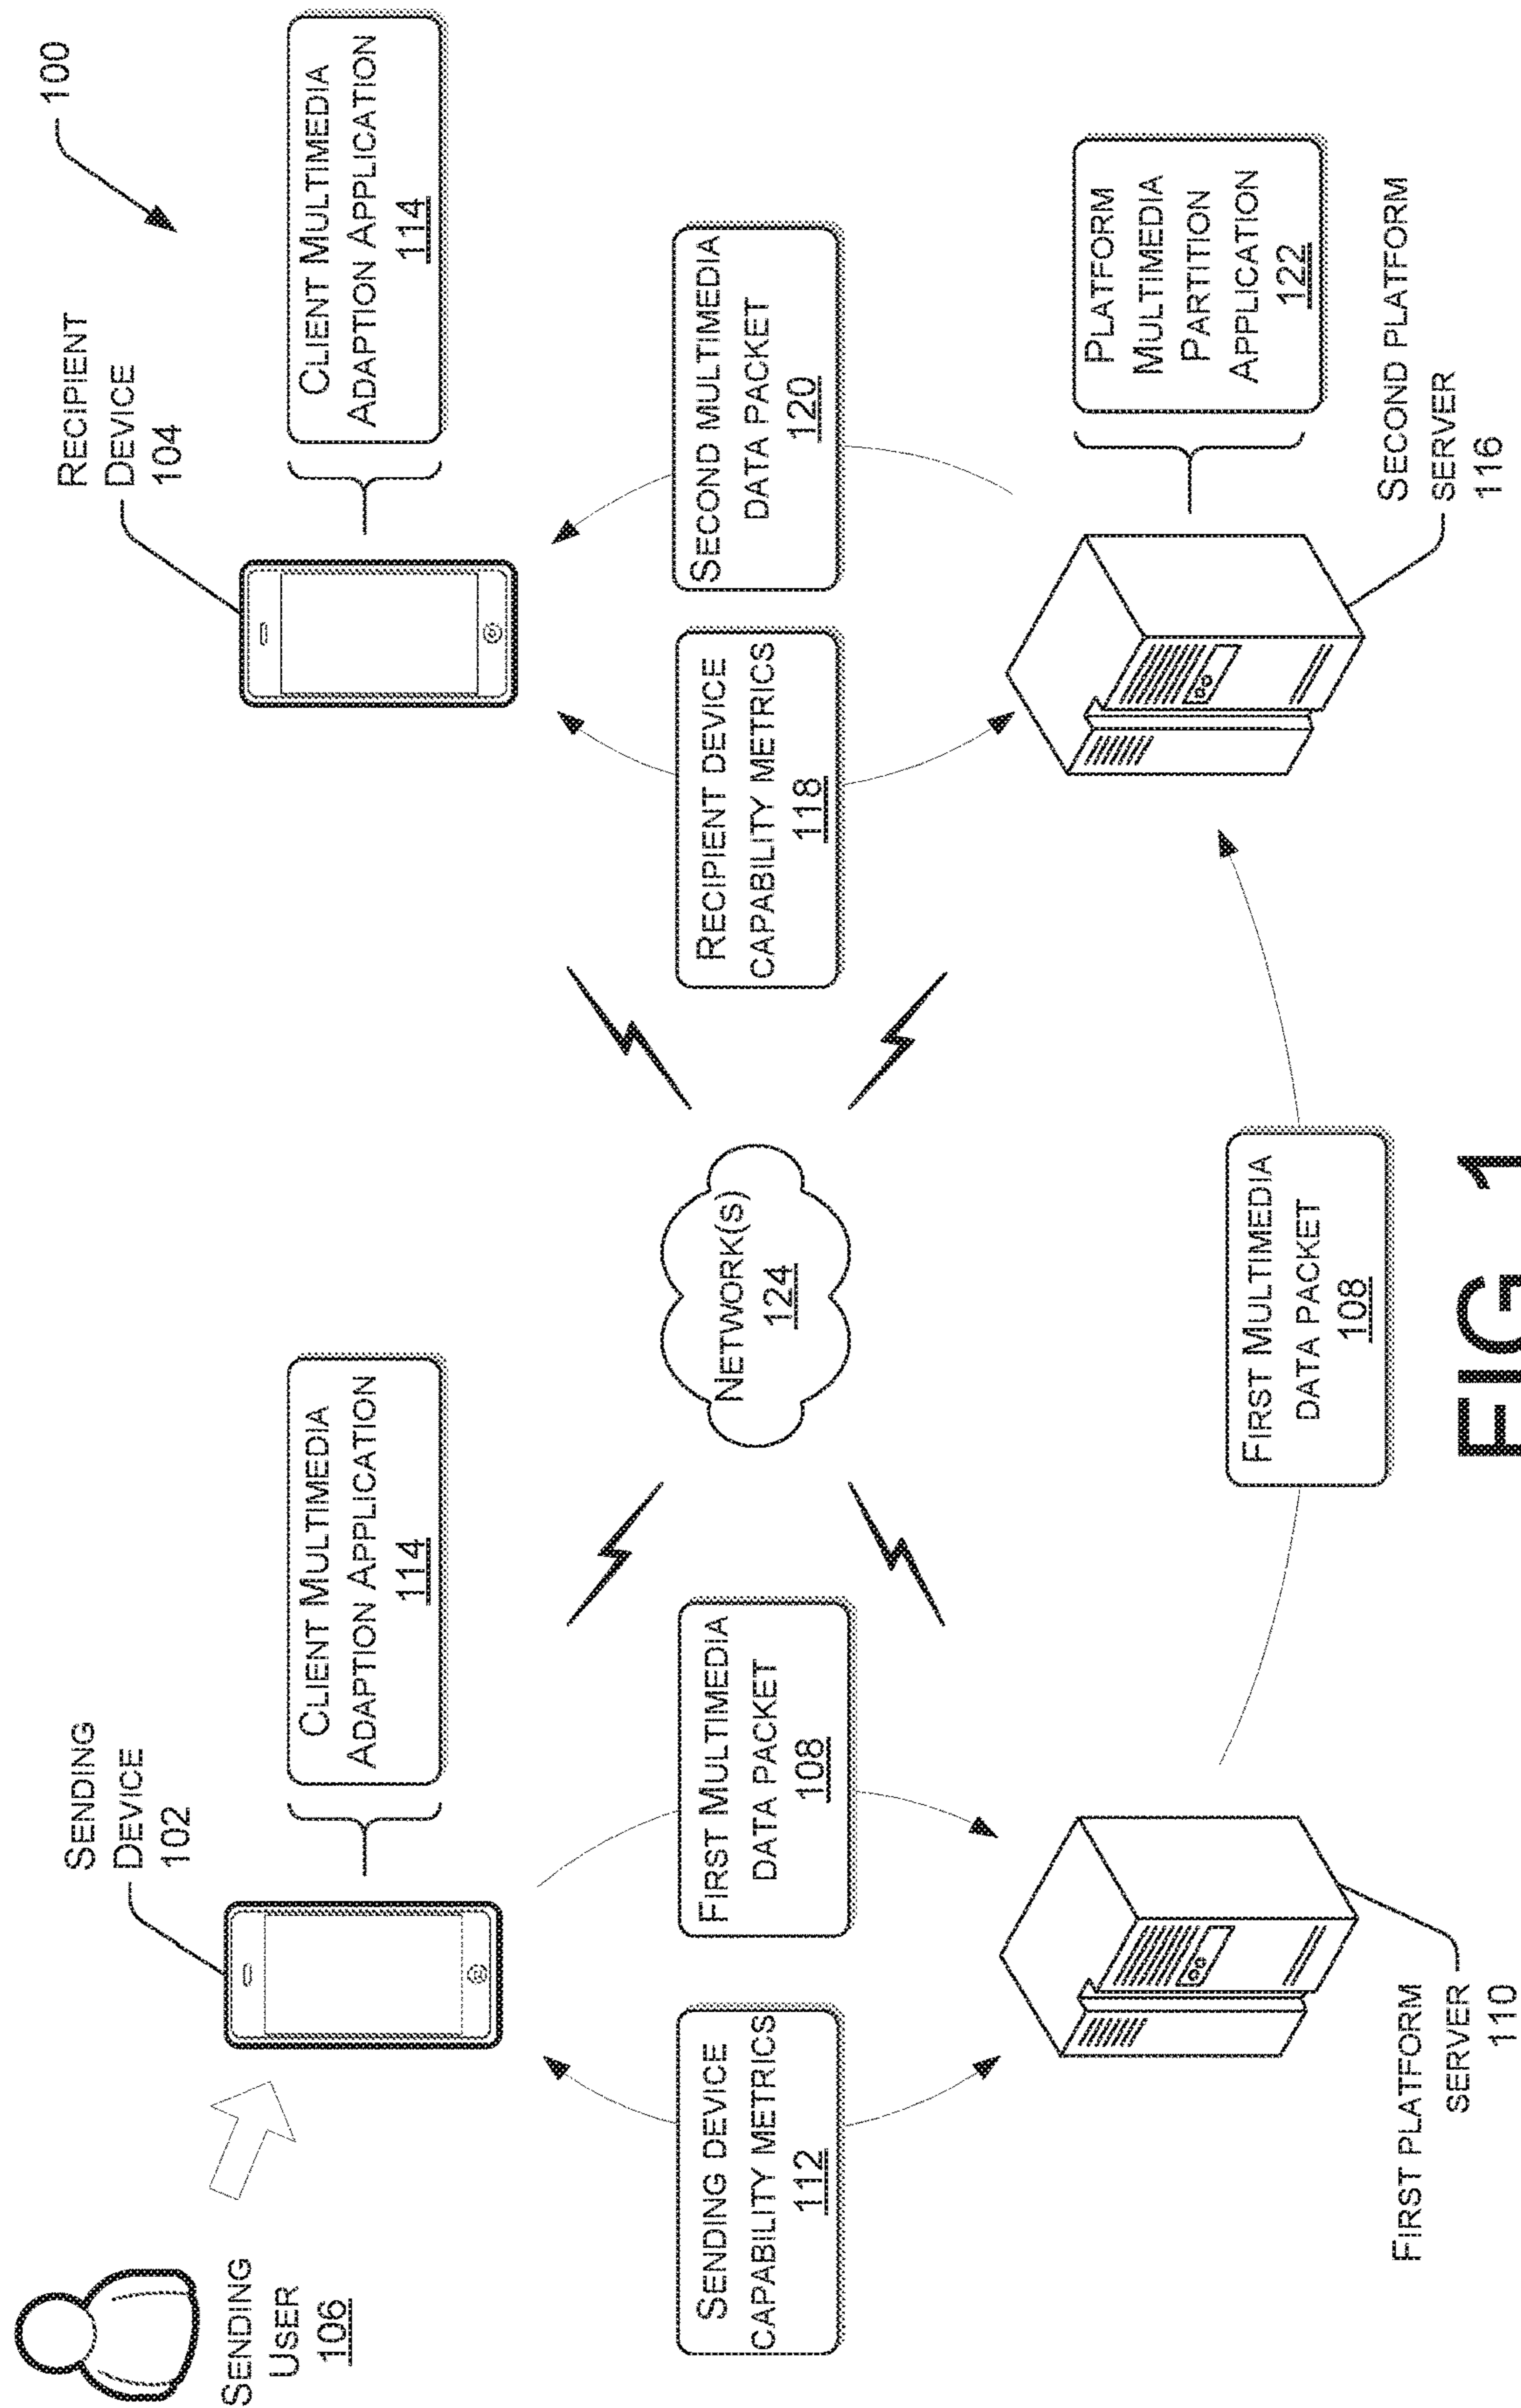 100
SENDING
DEVICE
102
RECIPIENT
DEVICE
104
SENDING
USER
106
CLIENT MULTIMEDIA
ADAPTION APPLICATION
114
CLIENT MULTIMEDIA
ADAPTION APPLICATION
114
SENDING DEVICE
CAPABILITY METRICS
112
FIRST MULTIMEDIA
DATA PACKET
108
NETWORK(S)
124
RECIPIENT DEVICE
CAPABILITY METRICS
118
SECOND MULTIMEDIA
DATA PACKET
120
PLATFORM
MULTIMEDIA
PARTITION
APPLICATION
122
FIRST MULTIMEDIA
DATA PACKET
108
FIRST PLATFORM
SERVER
110
SECOND PLATFORM
SERVER
116
FIG. 1